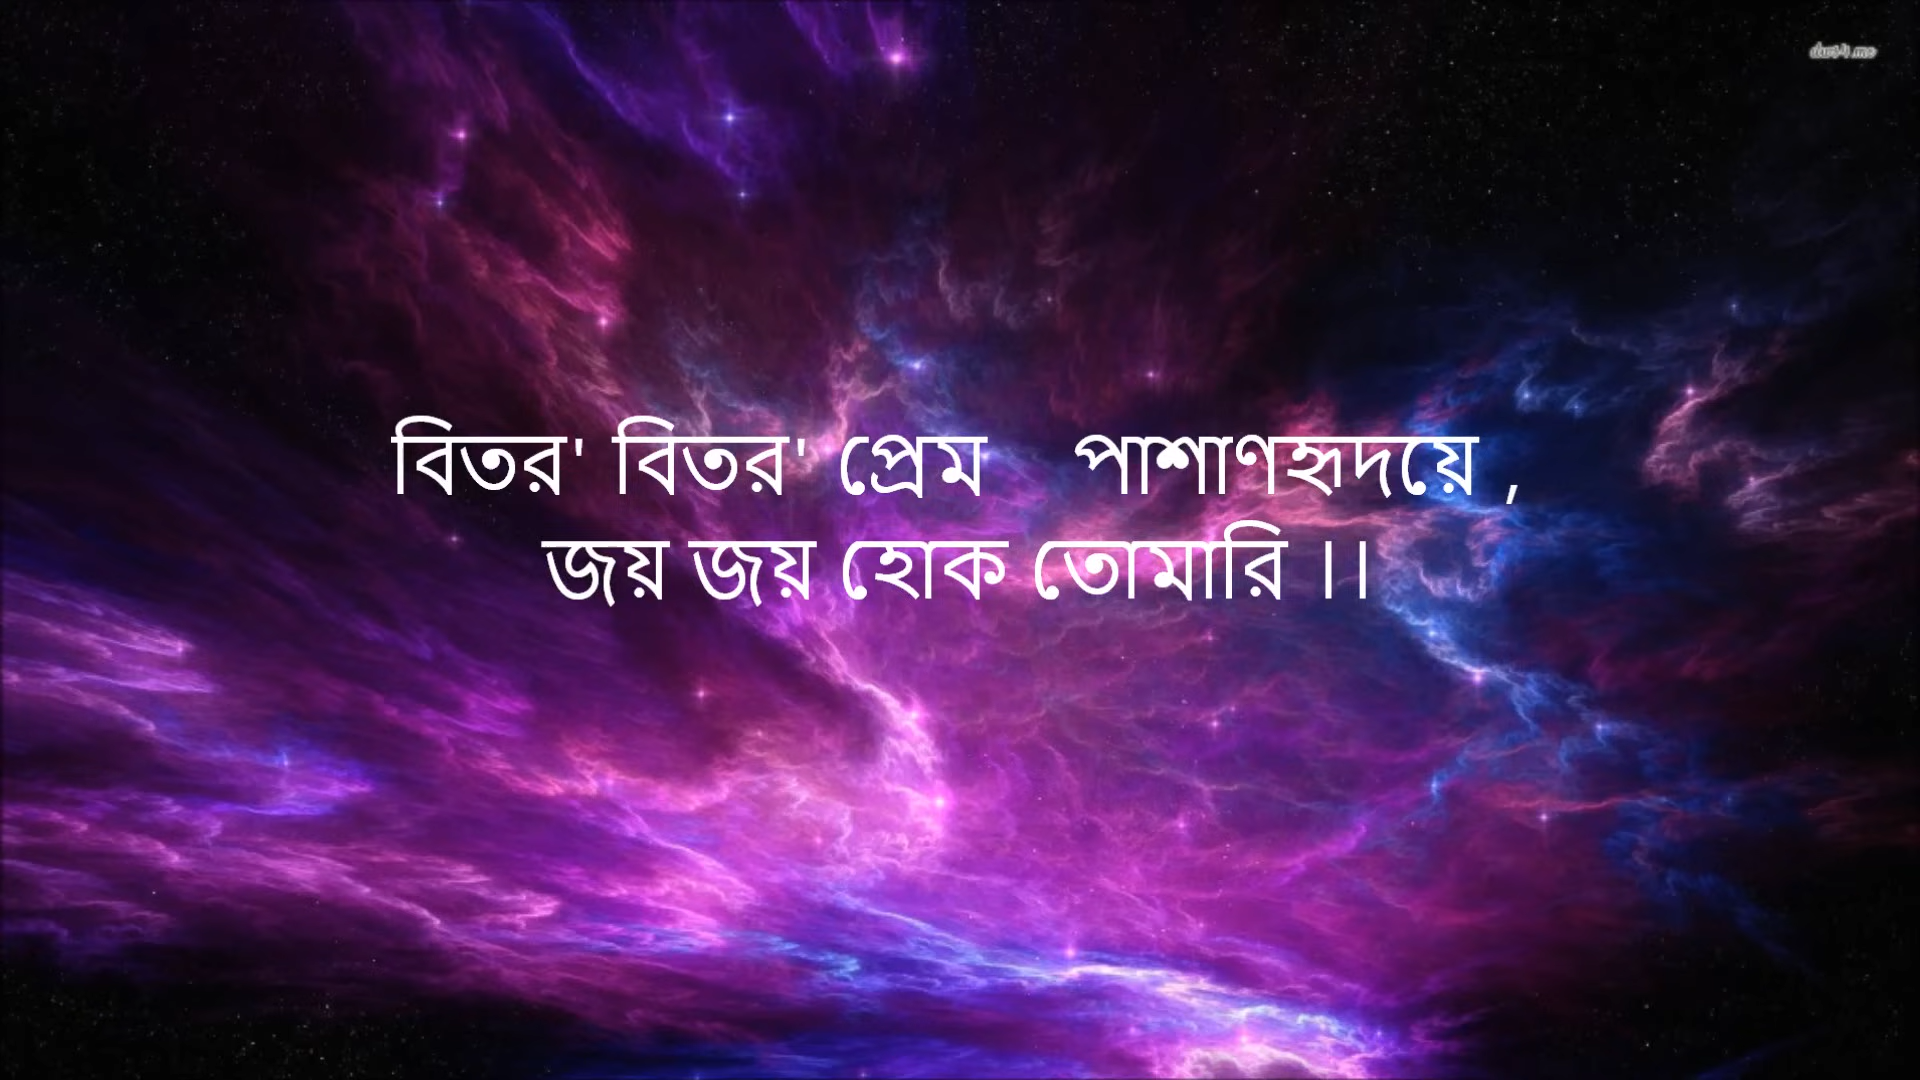 বিতর' বিতর' প্রেম পাশাণহৃদয়ে ,
জয় জয় হোক তোমারি ।।